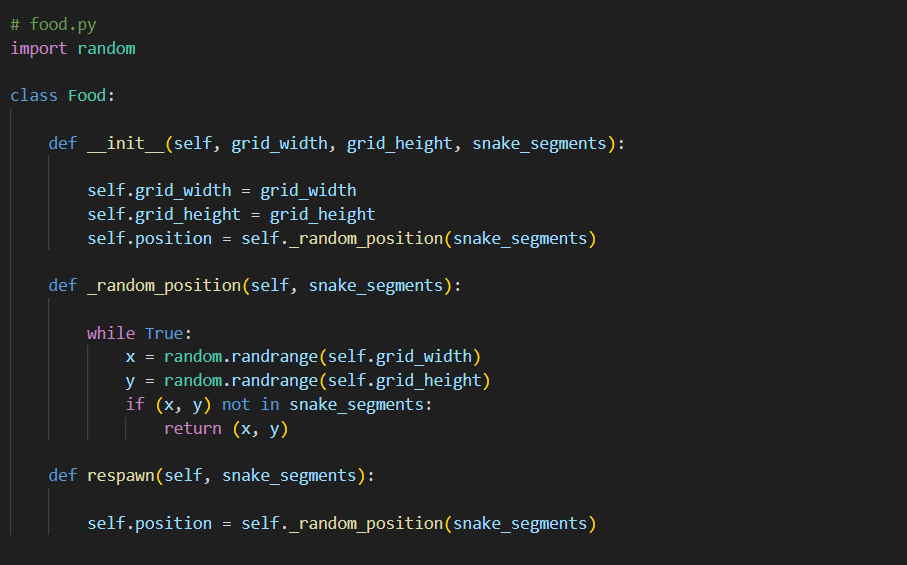 # food.py
import random
class Food:
    def __init__(self, grid_width, grid_height, snake_segments):
        self.grid_width = grid_width
        self.grid_height = grid_height
        self.position = self._random_position(snake_segments)
    def _random_position(self, snake_segments):
        while True:
            x = random.randrange(self.grid_width)
            y = random.randrange(self.grid_height)
            if (x, y) not in snake_segments:
                return (x, y)
    def respawn(self, snake_segments):
        self.position = self._random_position(snake_segments)